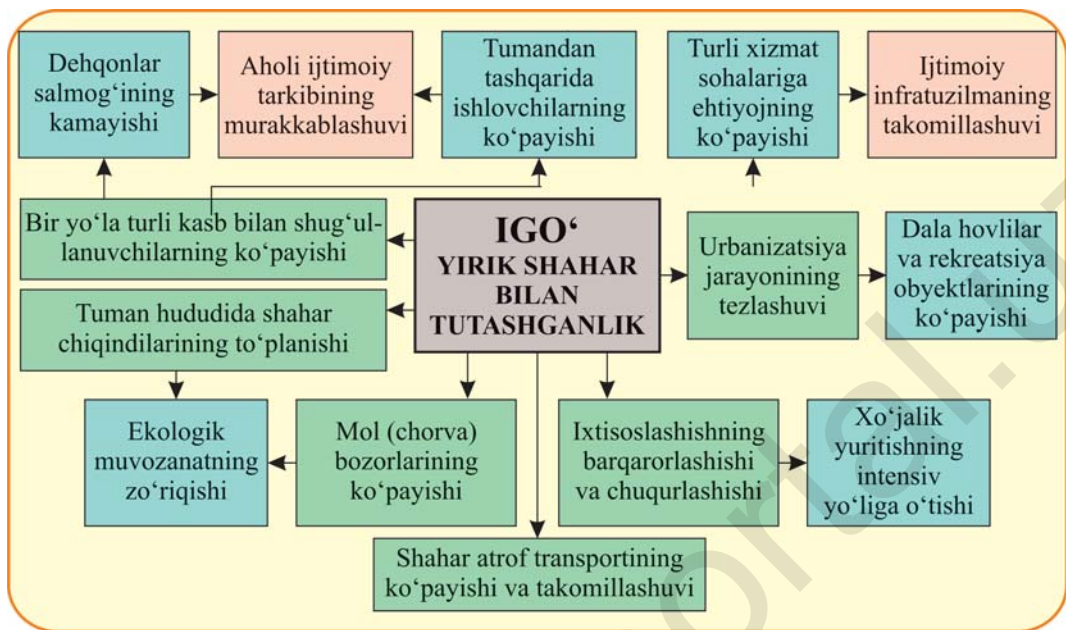 Dehqonlar
salmog‘ining
kamayishi
Aholi ijtimoiy
tarkibining
murakkablashuvi
Tumandan
tashqarida
ishlovchilarning
ko‘payishi
Turli xizmat
sohalariga
ehtiyojning
ko‘payishi
Ijtimoiy
infratuzilmaning
takomillashuvi
Bir yo‘la turli kasb bilan shug‘ul-
lanuvchilarning ko‘payishi
IGO‘
YIRIK SHAHAR
BILAN
TUTASHGANLIK
Urbanizatsiya
jarayonining
tezlashuvi
Dala hovlilar
va rekreatsiya
obyektlarining
ko‘payishi
Tuman hududida shahar
chiqindilarining to‘planishi
Ekologik
muvozanatning
zo‘riqishi
Mol (chorva)
bozorlarining
ko‘payishi
Ixtisoslashishning
barqarorlashishi
va chuqurlashishi
Xo‘jalik
yuritishning
intensiv
yo‘liga o‘tishi
Shahar atrof transportining
ko‘payishi va takomillashuvi